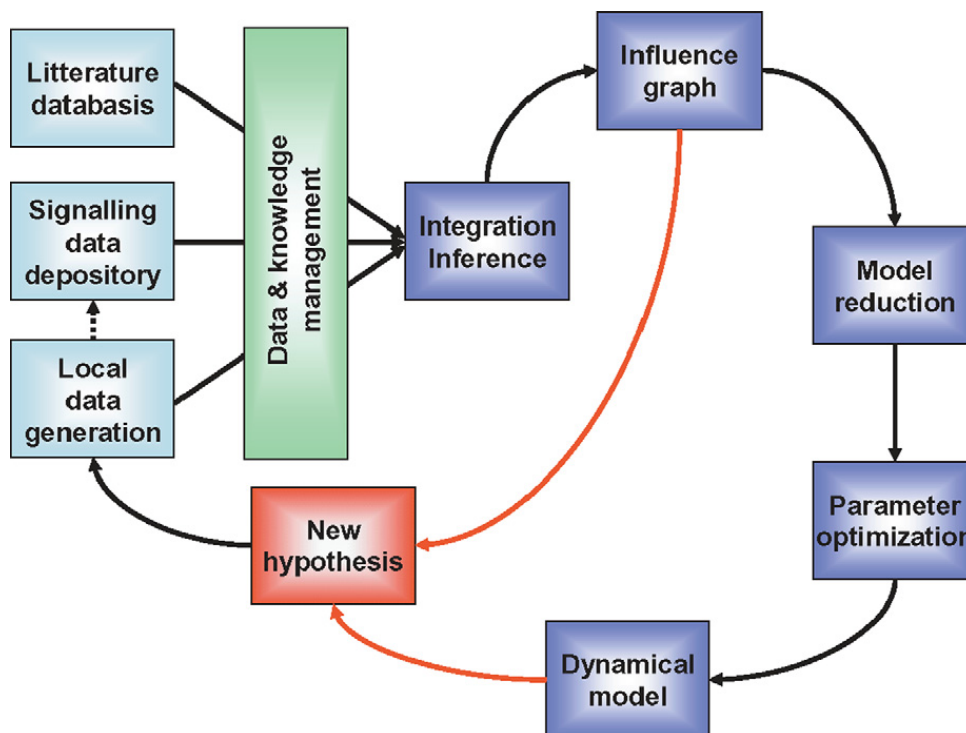 Litterature
databasis
Signalling
data
depository
Local
data
generation
Data & knowledge
management
Integration
Inference
Influence
graph
Model
reduction
Parameter
optimization
Dynamical
model
New
hypothesis